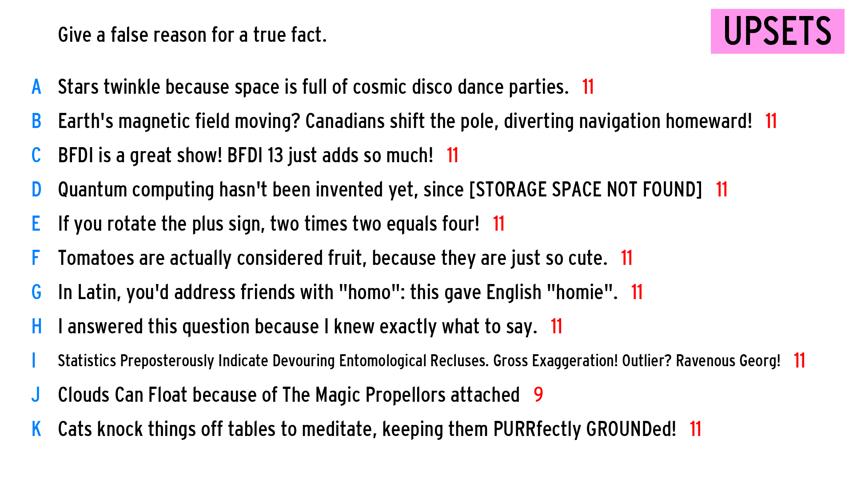 Give a false reason for a true fact.
UPSETS
A Stars twinkle because space is full of cosmic disco dance parties. 11
B Earth's magnetic field moving? Canadians shift the pole, diverting navigation homeward! 11
C BFDI is a great show! BFDI 13 just adds so much! 11
D Quantum computing hasn't been invented yet, since [STORAGE SPACE NOT FOUND] 11
E If you rotate the plus sign, two times two equals four! 11
F Tomatoes are actually considered fruit, because they are just so cute. 11
G In Latin, you'd address friends with "homo": this gave English "homie". 11
H I answered this question because I knew exactly what to say. 11
I Statistics Preposterously Indicate Devouring Entomological Recluses. Gross Exaggeration! Outlier? Ravenous Georg! 11
J Clouds Can Float because of The Magic Propellors attached 9
K Cats knock things off tables to meditate, keeping them PURRfectly GROUNDed! 11